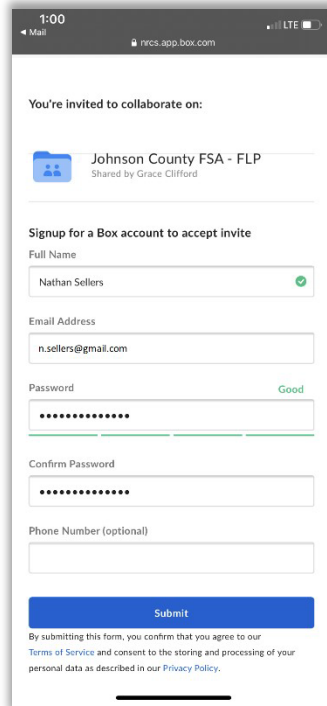 1:00
LTE
Mail
nrcs.app.box.com
You're invited to collaborate on:
Johnson County FSA - FLP
Shared by Grace Clifford
Signup for a Box account to accept invite
Full Name
Nathan Sellers
Email Address
n.sellers@gmail.com
Password
Good
••••••••••••••
Confirm Password
••••••••••••••
Phone Number (optional)
Submit
By submitting this form, you confirm that you agree to our
Terms of Service and consent to the storing and processing of your
personal data as described in our Privacy Policy.